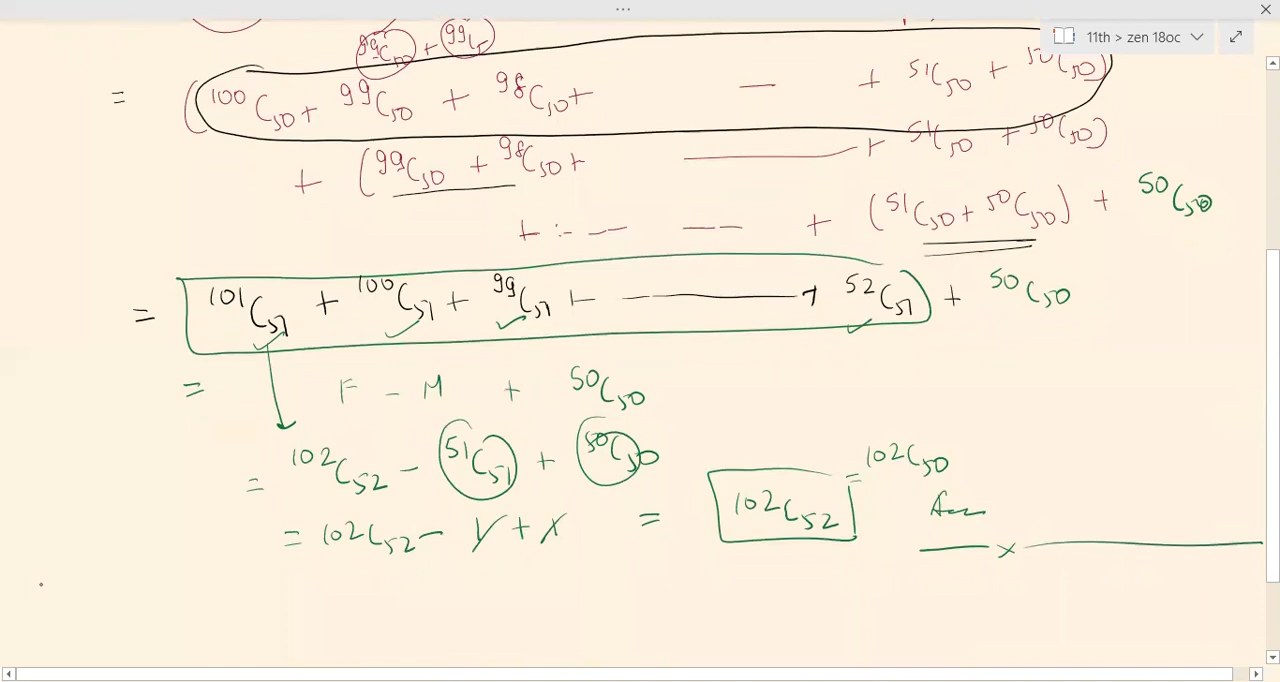 ...
11th > zen 18oc
⁹⁹C₅₀ + ⁹⁹C₅
= (¹⁰⁰C₅₀ + ⁹⁹C₅₀ + ⁹⁸C₅₀ + — + ⁵¹C₅₀ + ⁵⁰C₅₀)
+ (⁹⁹C₅₀ + ⁹⁸C₅₀ + —— + ⁵¹C₅₀ + ⁵⁰C₅₀)
+ :- — —— + (⁵¹C₅₀ + ⁵⁰C₅₀) + ⁵⁰C₅₀
= ¹⁰¹C₅₁ + ¹⁰⁰C₅₁ + ⁹⁹C₅₁ + ——— + ⁵²C₅₁ + ⁵⁰C₅₀
= F - M + ⁵⁰C₅₀
= ¹⁰²C₅₂ - ⁵¹C₅₁ + ⁵⁰C₅₀
= ¹⁰²C₅₂ - 1 + 1 = ¹⁰²C₅₂ = ¹⁰²C₅₀
Ans
x